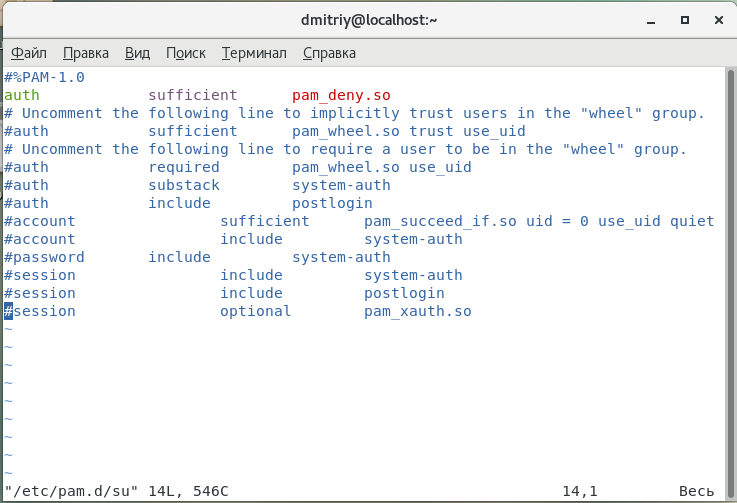 dmitriy@localhost:~
Файл Правка Вид Поиск Терминал Справка
#%PAM-1.0
auth sufficient pam_deny.so
# Uncomment the following line to implicitly trust users in the "wheel" group.
#auth sufficient pam_wheel.so trust use_uid
# Uncomment the following line to require a user to be in the "wheel" group.
#auth required pam_wheel.so use_uid
#auth substack system-auth
#auth include postlogin
#account sufficient pam_succeed_if.so uid = 0 use_uid quiet
#account include system-auth
#password include system-auth
#session include system-auth
#session include postlogin
#session optional pam_xauth.so
~
~
~
~
~
~
~
~
~
"/etc/pam.d/su" 14L, 546C 14,1 Весь